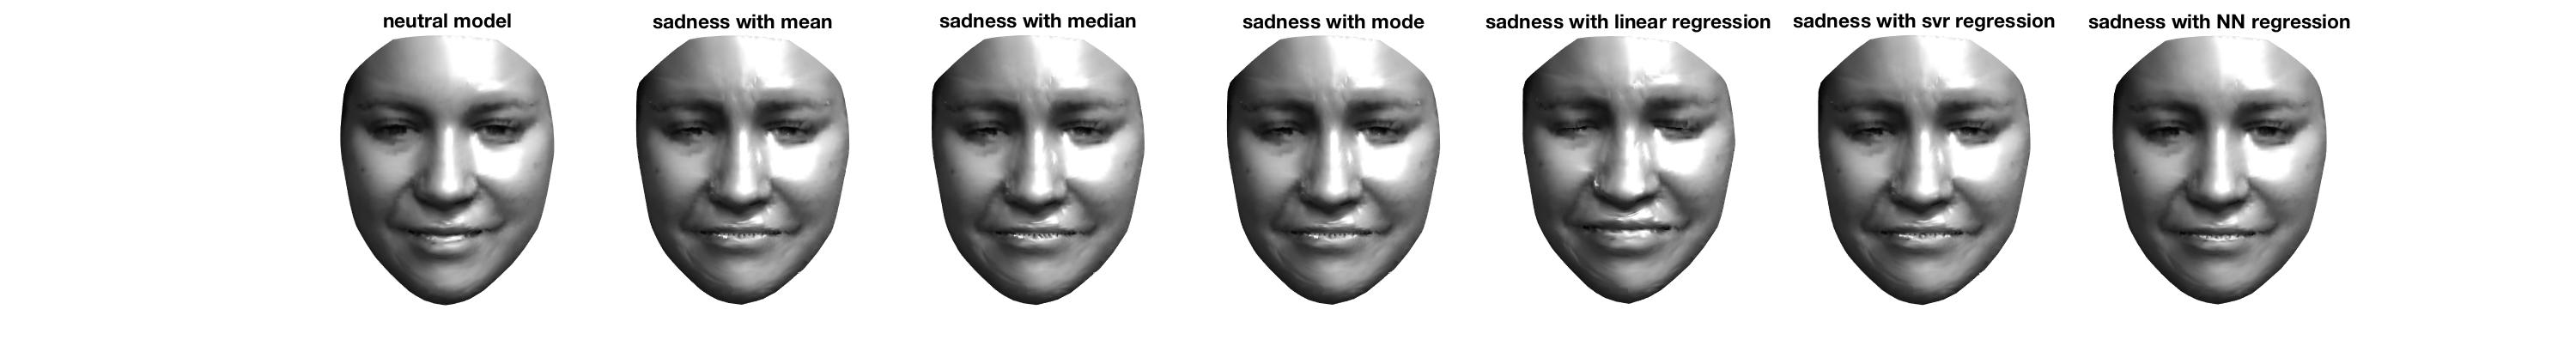 neutral model
sadness with mean
sadness with median
sadness with mode
sadness with linear regression
sadness with svr regression
sadness with NN regression